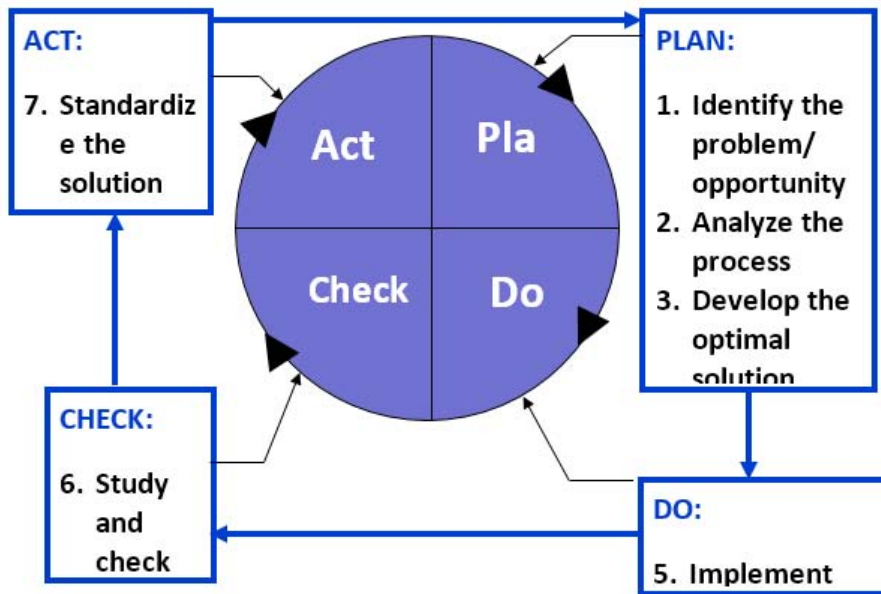 ACT:
7. Standardiz
e the
solution
PLAN:
1. Identify the
problem/
opportunity
2. Analyze the
process
3. Develop the
optimal
solution
Act
Pla
Check
Do
CHECK:
6. Study
and
check
DO:
5. Implement